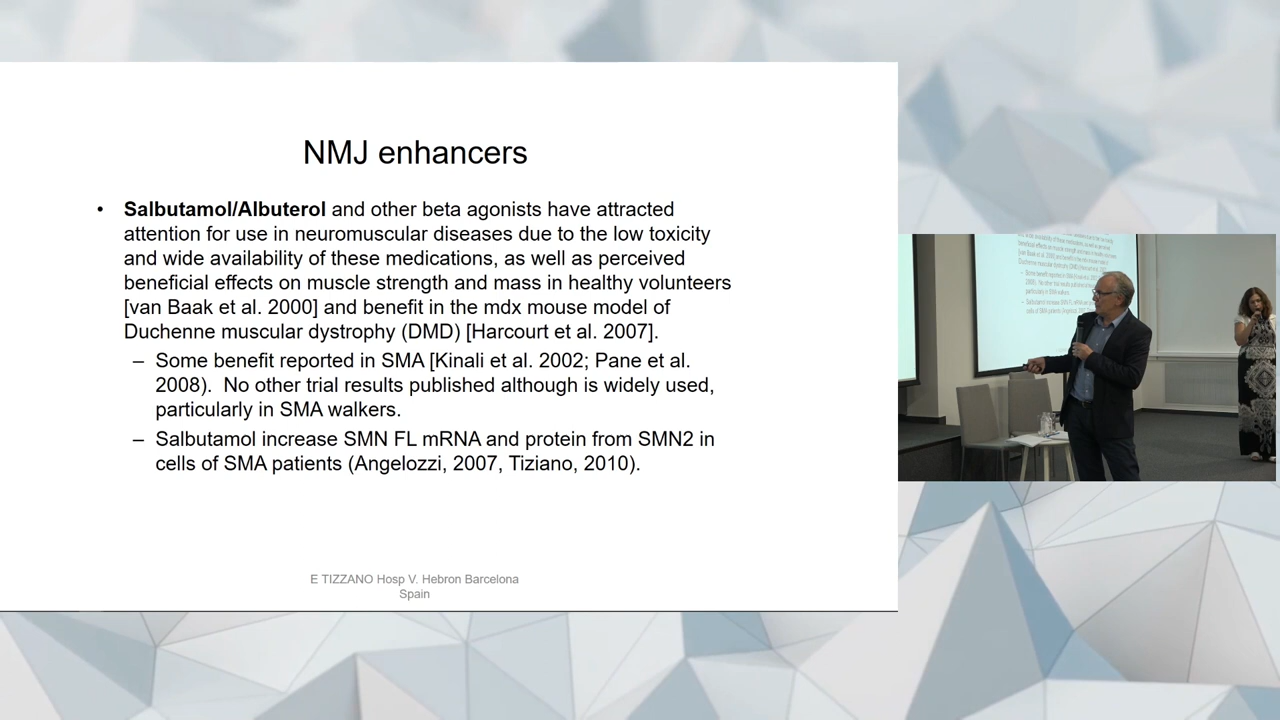 NMJ enhancers
• Salbutamol/Albuterol and other beta agonists have attracted
attention for use in neuromuscular diseases due to the low toxicity
and wide availability of these medications, as well as perceived
beneficial effects on muscle strength and mass in healthy volunteers
[van Baak et al. 2000] and benefit in the mdx mouse model of
Duchenne muscular dystrophy (DMD) [Harcourt et al. 2007].
– Some benefit reported in SMA [Kinali et al. 2002; Pane et al.
2008). No other trial results published although is widely used,
particularly in SMA walkers.
– Salbutamol increase SMN FL mRNA and protein from SMN2 in
cells of SMA patients (Angelozzi, 2007, Tiziano, 2010).
E TIZZANO Hosp V. Hebron Barcelona
Spain